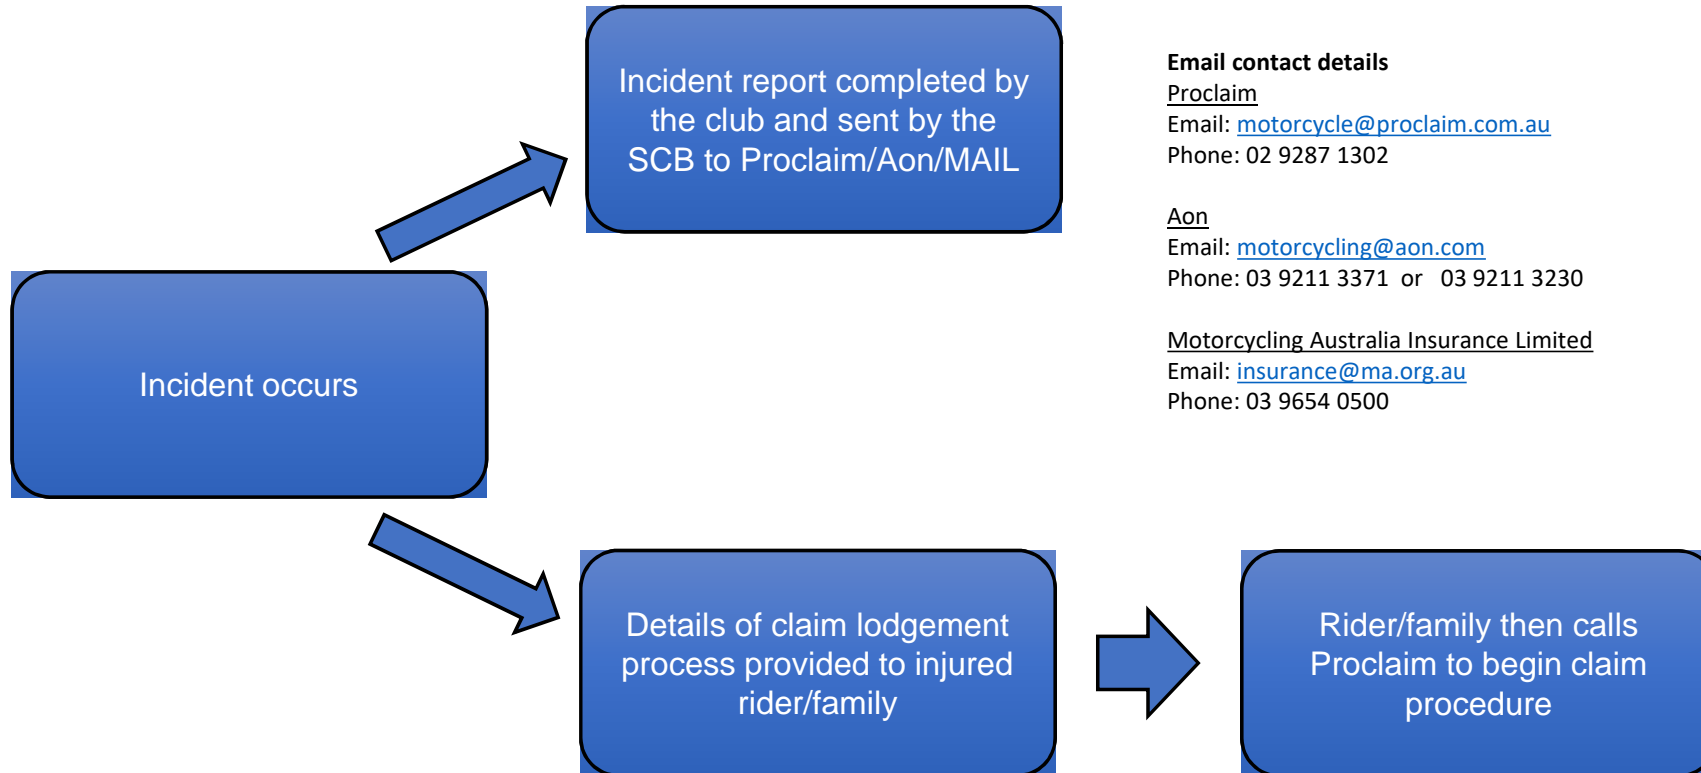 Incident report completed by
the club and sent by the
SCB to Proclaim/Aon/MAIL
Email contact details
Proclaim
Email: motorcycle@proclaim.com.au
Phone: 02 9287 1302
Aon
Email: motorcycling@aon.com
Phone: 03 9211 3371  or   03 9211 3230
Motorcycling Australia Insurance Limited
Email: insurance@ma.org.au
Phone: 03 9654 0500
Incident occurs
Details of claim lodgement
process provided to injured
rider/family
Rider/family then calls
Proclaim to begin claim
procedure